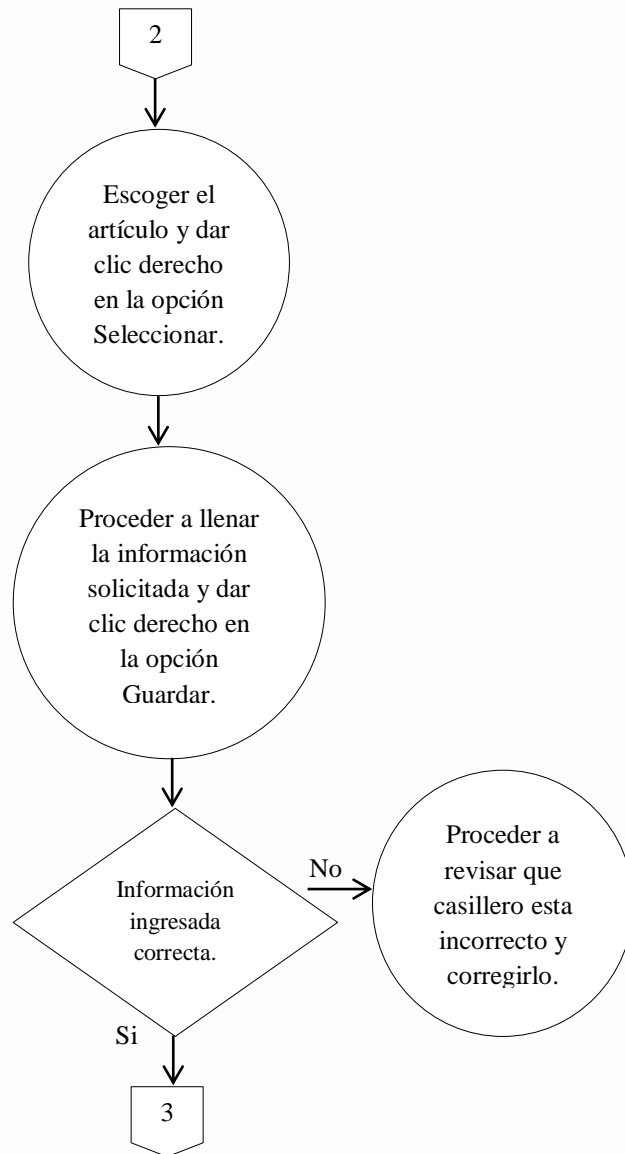 2
Escoger el
artículo y dar
clic derecho
en la opción
Seleccionar.
Proceder a llenar
la información
solicitada y dar
clic derecho en
la opción
Guardar.
Información
ingresada
correcta.
No
Proceder a
revisar que
casillero esta
incorrecto y
corregirlo.
Si
3